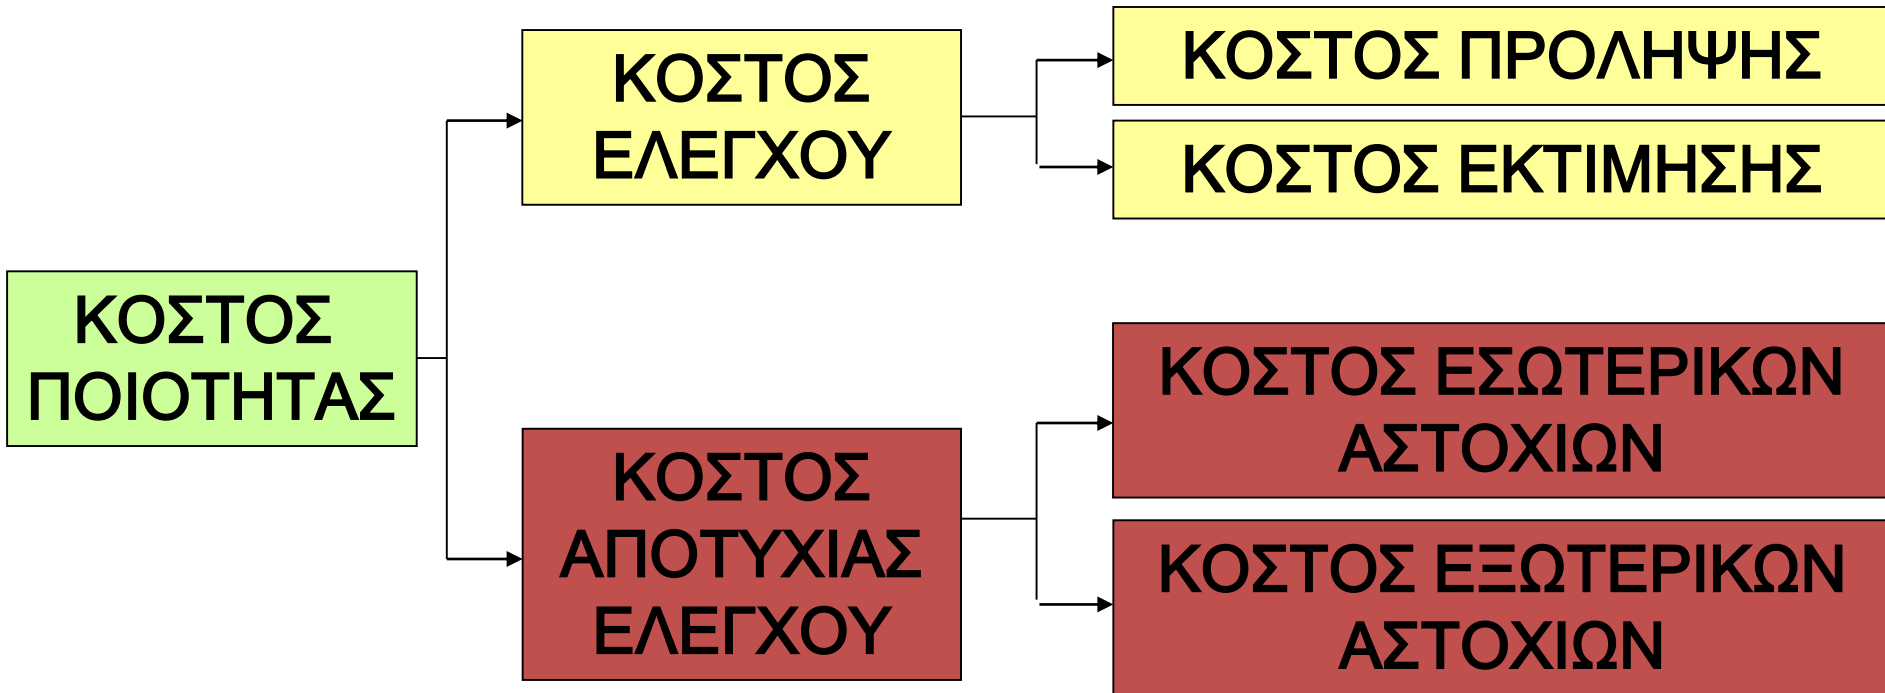 ΚΟΣΤΟΣ
ΠΟΙΟΤΗΤΑΣ
ΚΟΣΤΟΣ
ΕΛΕΓΧΟΥ
ΚΟΣΤΟΣ ΠΡΟΛΗΨΗΣ
ΚΟΣΤΟΣ ΕΚΤΙΜΗΣΗΣ
ΚΟΣΤΟΣ
ΑΠΟΤΥΧΙΑΣ
ΕΛΕΓΧΟΥ
ΚΟΣΤΟΣ ΕΣΩΤΕΡΙΚΩΝ
ΑΣΤΟΧΙΩΝ
ΚΟΣΤΟΣ ΕΞΩΤΕΡΙΚΩΝ
ΑΣΤΟΧΙΩΝ